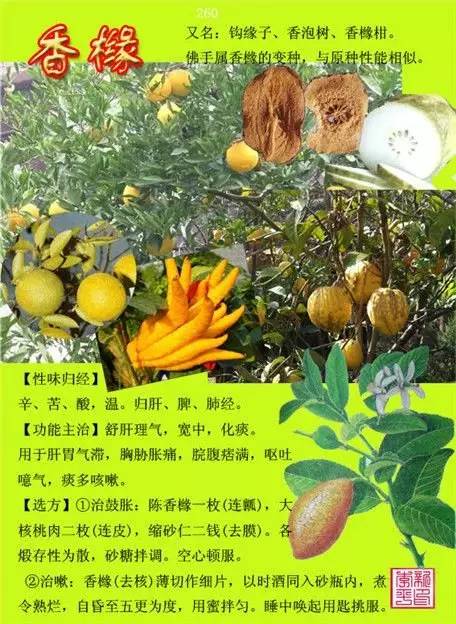 260
香橼
又名：钩缘子、香泡树、香橼柑。
佛手属香橼的变种，与原种性能相似。
【性味归经】
辛、苦、酸，温。归肝、脾、肺经。
【功能主治】舒肝理气，宽中，化痰。
用于肝胃气滞，胸胁胀痛，脘腹痞满，呕吐
噫气，痰多咳嗽。
【选方】①治鼓胀：陈香橼一枚(连瓤)，大
核桃肉二枚(连皮)，缩砂仁二钱(去膜)。各
煅存性为散，砂糖拌调。空心顿服。
②治嗽：香橼(去核)薄切作细片，以时酒同入砂瓶内，煮
令熟烂，自昏至五更为度，用蜜拌匀。睡中唤起用匙挑服。